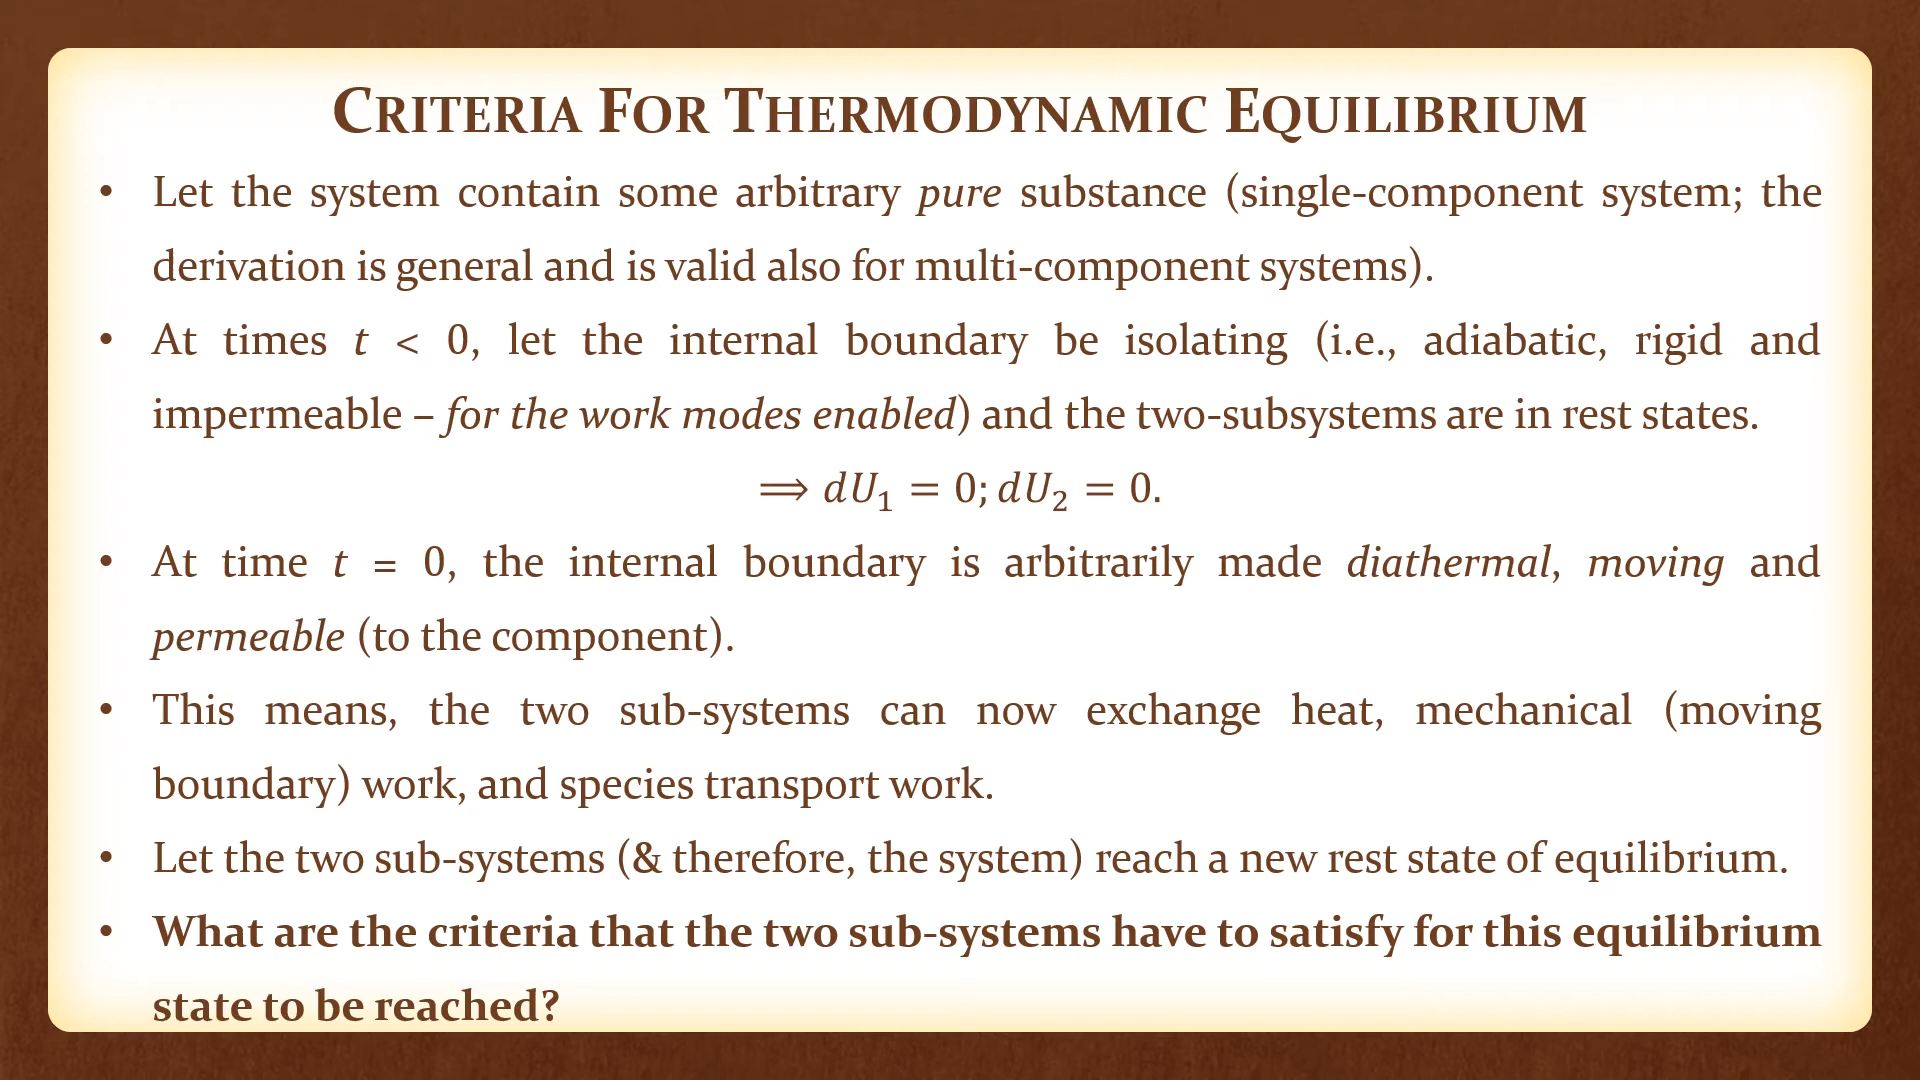 CRITERIA FOR THERMODYNAMIC EQUILIBRIUM
• Let the system contain some arbitrary pure substance (single-component system; the
derivation is general and is valid also for multi-component systems).
• At times t < 0, let the internal boundary be isolating (i.e., adiabatic, rigid and
impermeable – for the work modes enabled) and the two-subsystems are in rest states.
⟹ dU₁ = 0; dU₂ = 0.
• At time t = 0, the internal boundary is arbitrarily made diathermal, moving and
permeable (to the component).
• This means, the two sub-systems can now exchange heat, mechanical (moving
boundary) work, and species transport work.
• Let the two sub-systems (& therefore, the system) reach a new rest state of equilibrium.
• What are the criteria that the two sub-systems have to satisfy for this equilibrium
state to be reached?